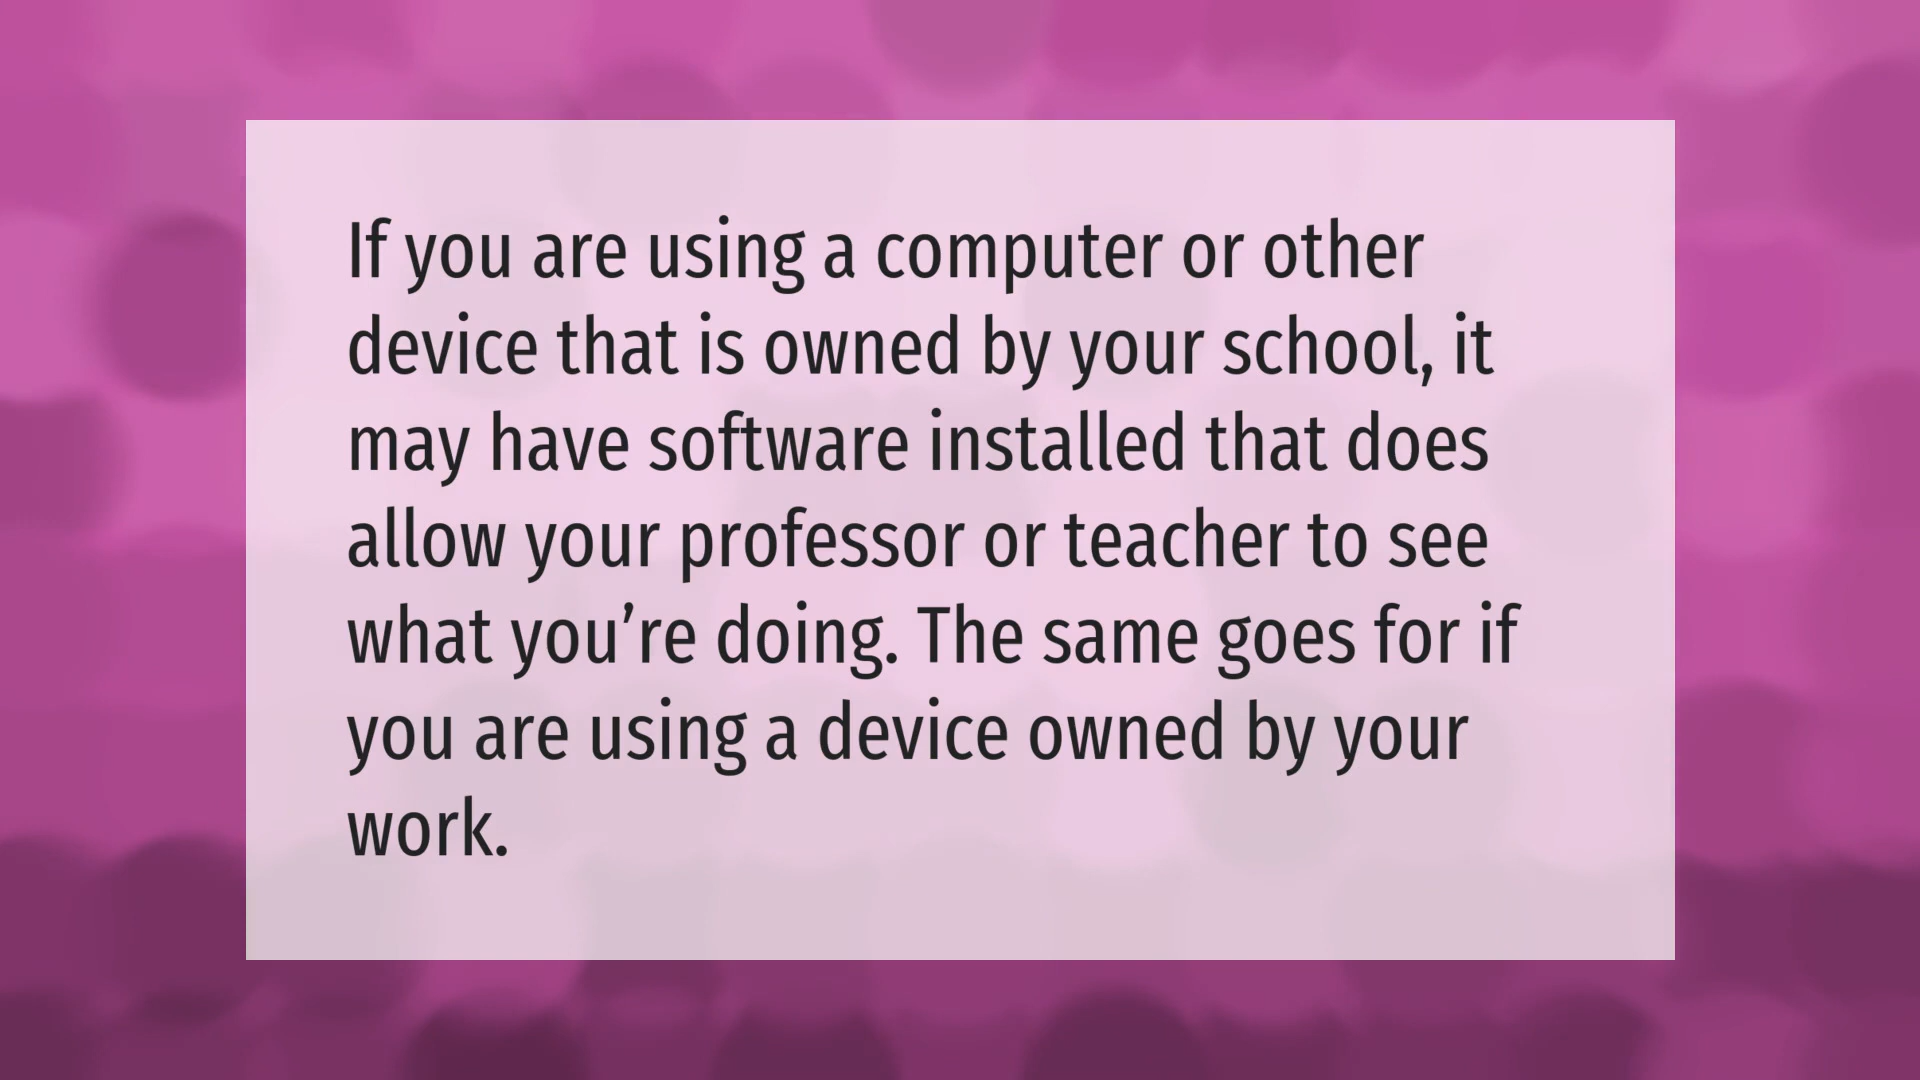 If you are using a computer or other
device that is owned by your school, it
may have software installed that does
allow your professor or teacher to see
what you’re doing. The same goes for if
you are using a device owned by your
work.